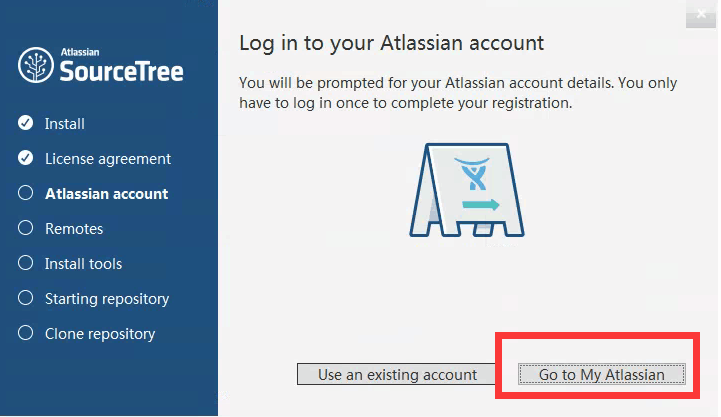 Atlassian
SourceTree
Install
License agreement
Atlassian account
Remotes
Install tools
Starting repository
Clone repository
Log in to your Atlassian account
You will be prompted for your Atlassian account details. You only
have to log in once to complete your registration.
Use an existing account
Go to My Atlassian